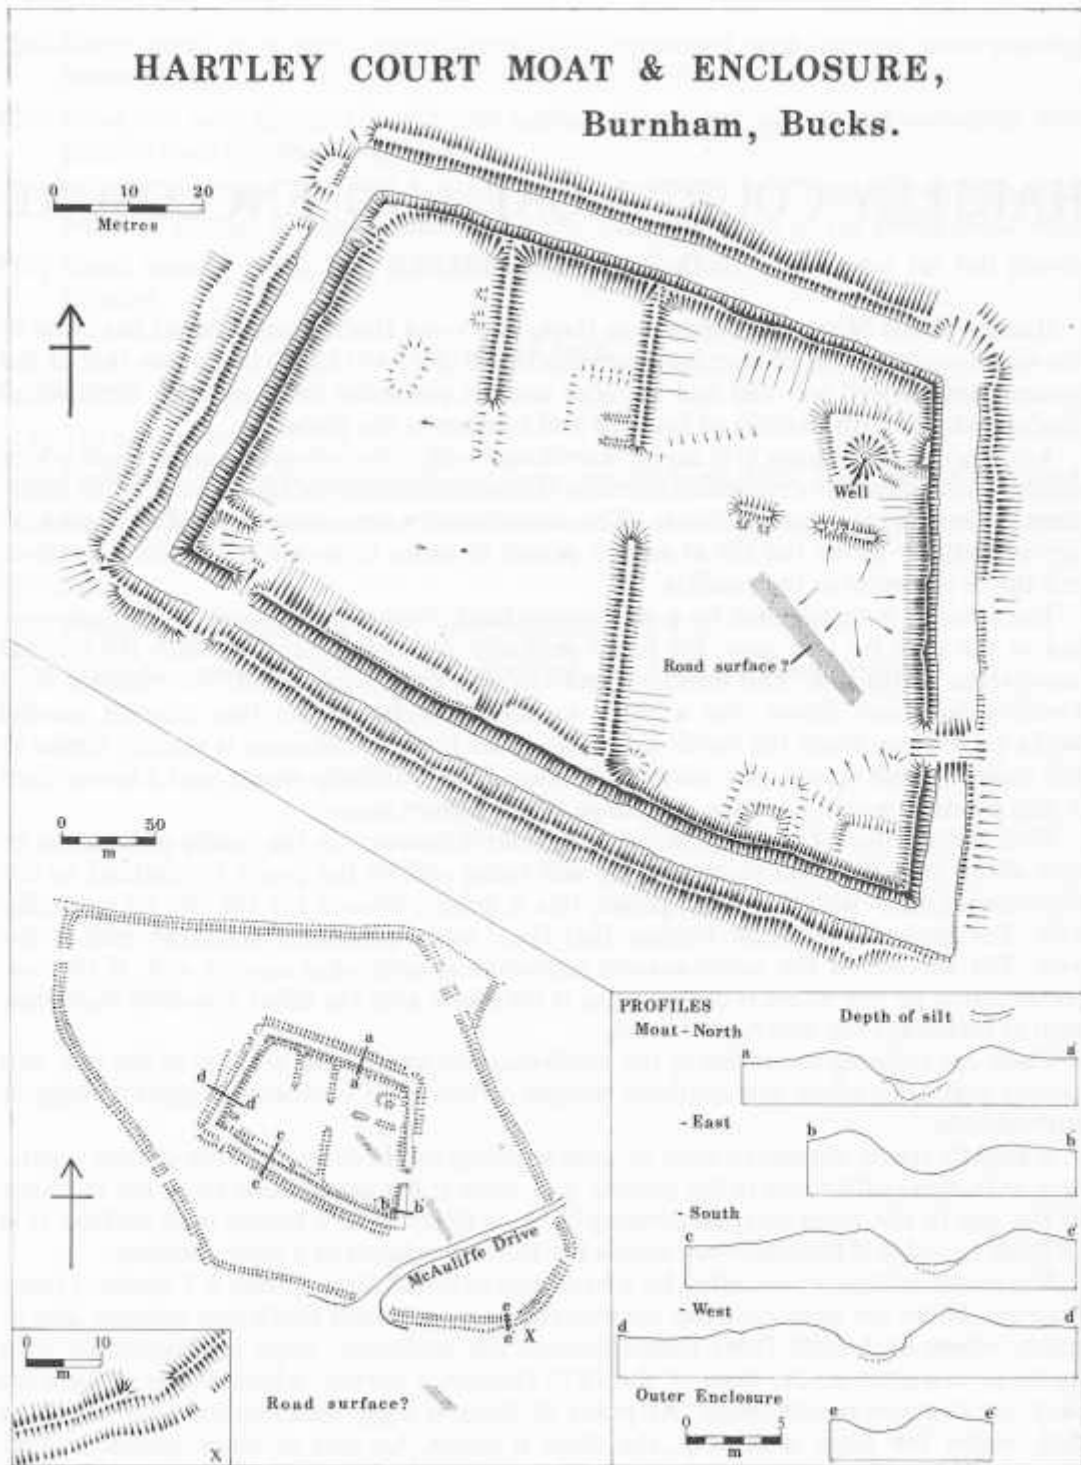 HARTLEY COURT MOAT & ENCLOSURE,
Burnham, Bucks.
0 10 20
Metres
Well
Road surface?
0 50
m
a
a'
d
d'
c
c'
b b'
McAuliffe Drive
e
e'
X
Road surface?
0 10
m
X
PROFILES
Depth of silt
Moat - North
a a'
- East
b b'
- South
c c'
- West
d d'
Outer Enclosure
0 5
m
e e'